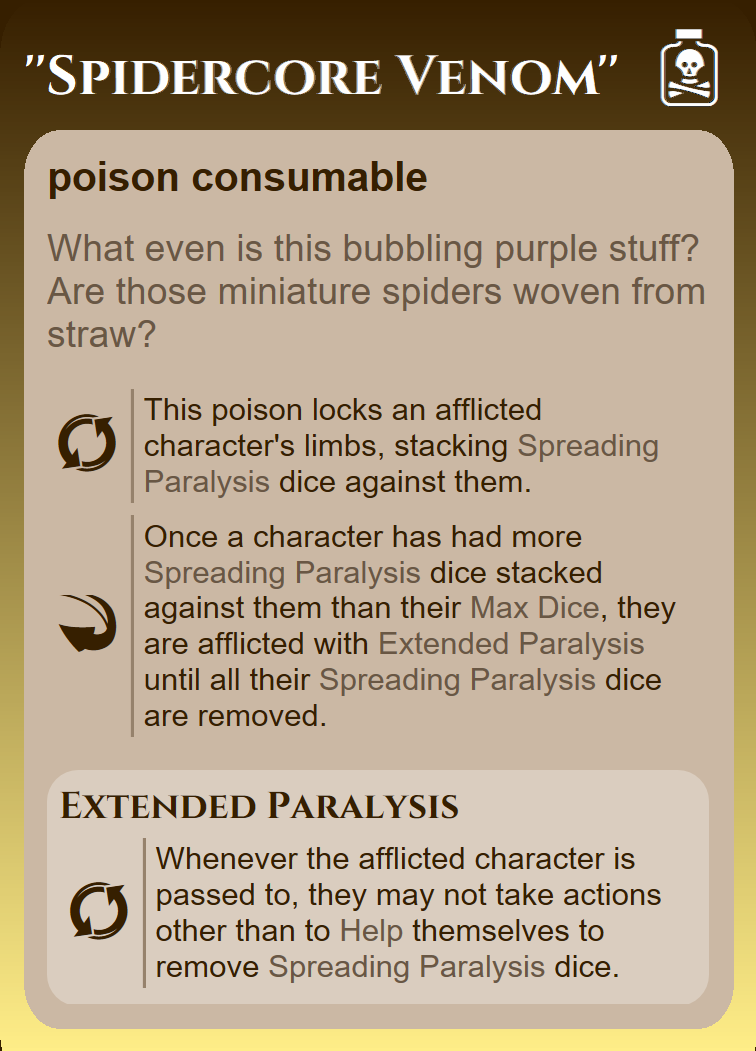 "Spidercore Venom"
poison consumable
What even is this bubbling purple stuff?
Are those miniature spiders woven from
straw?
This poison locks an afflicted
character's limbs, stacking Spreading
Paralysis dice against them.
Once a character has had more
Spreading Paralysis dice stacked
against them than their Max Dice, they
are afflicted with Extended Paralysis
until all their Spreading Paralysis dice
are removed.
Extended Paralysis
Whenever the afflicted character is
passed to, they may not take actions
other than to Help themselves to
remove Spreading Paralysis dice.